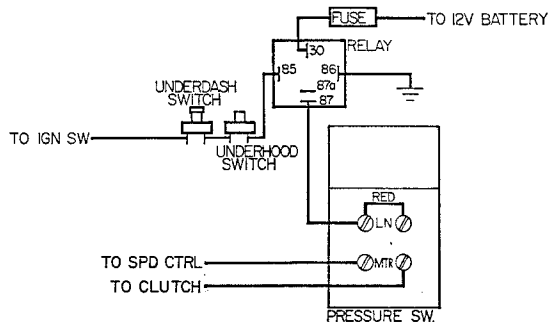 FUSE
TO 12V BATTERY
30
RELAY
85
86
87a
87
UNDERDASH
SWITCH
TO IGN SW
UNDERHOOD
SWITCH
RED
LN
TO SPD CTRL
MTR
TO CLUTCH
PRESSURE SW.